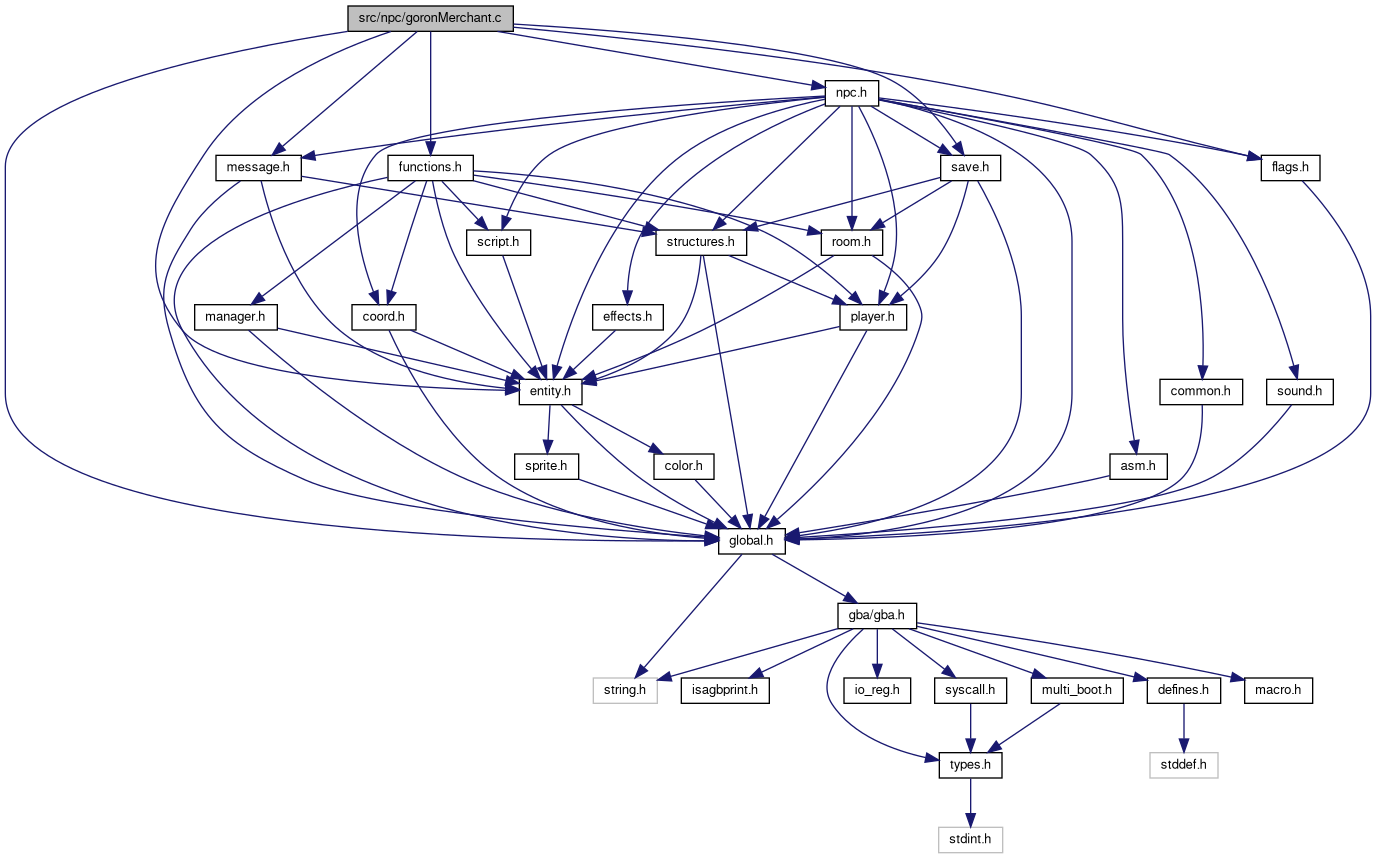 src/npc/goronMerchant.c
npc.h
message.h
functions.h
save.h
flags.h
script.h
structures.h
room.h
manager.h
coord.h
effects.h
player.h
entity.h
common.h
sound.h
sprite.h
color.h
asm.h
global.h
gba/gba.h
string.h
isagbprint.h
io_reg.h
syscall.h
multi_boot.h
defines.h
macro.h
types.h
stddef.h
stdint.h